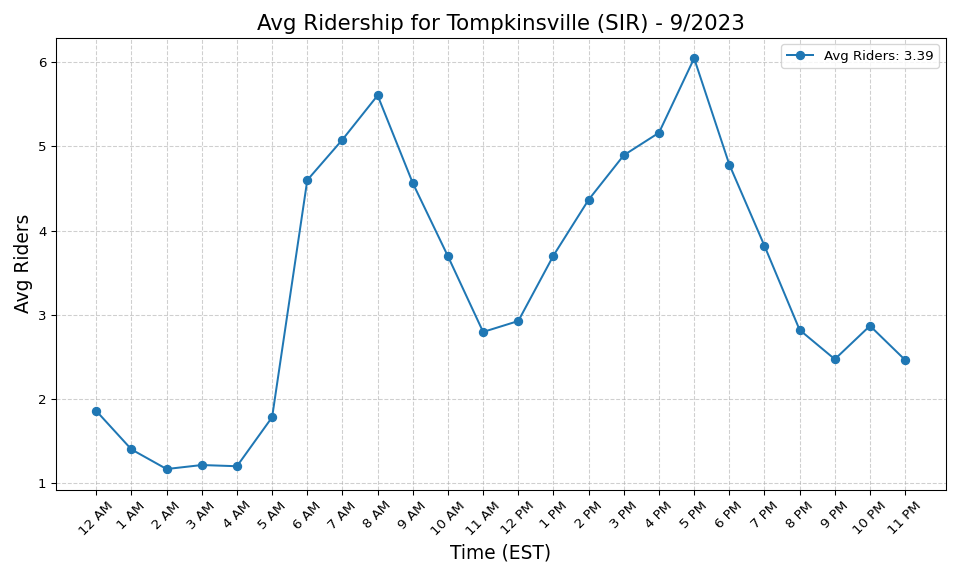 Avg Ridership for Tompkinsville (SIR) - 9/2023
Avg Riders: 3.39
6
5
4
3
2
1
Avg Riders
12 AM
1 AM
2 AM
3 AM
4 AM
5 AM
6 AM
7 AM
8 AM
9 AM
10 AM
11 AM
12 PM
1 PM
2 PM
3 PM
4 PM
5 PM
6 PM
7 PM
8 PM
9 PM
10 PM
11 PM
Time (EST)